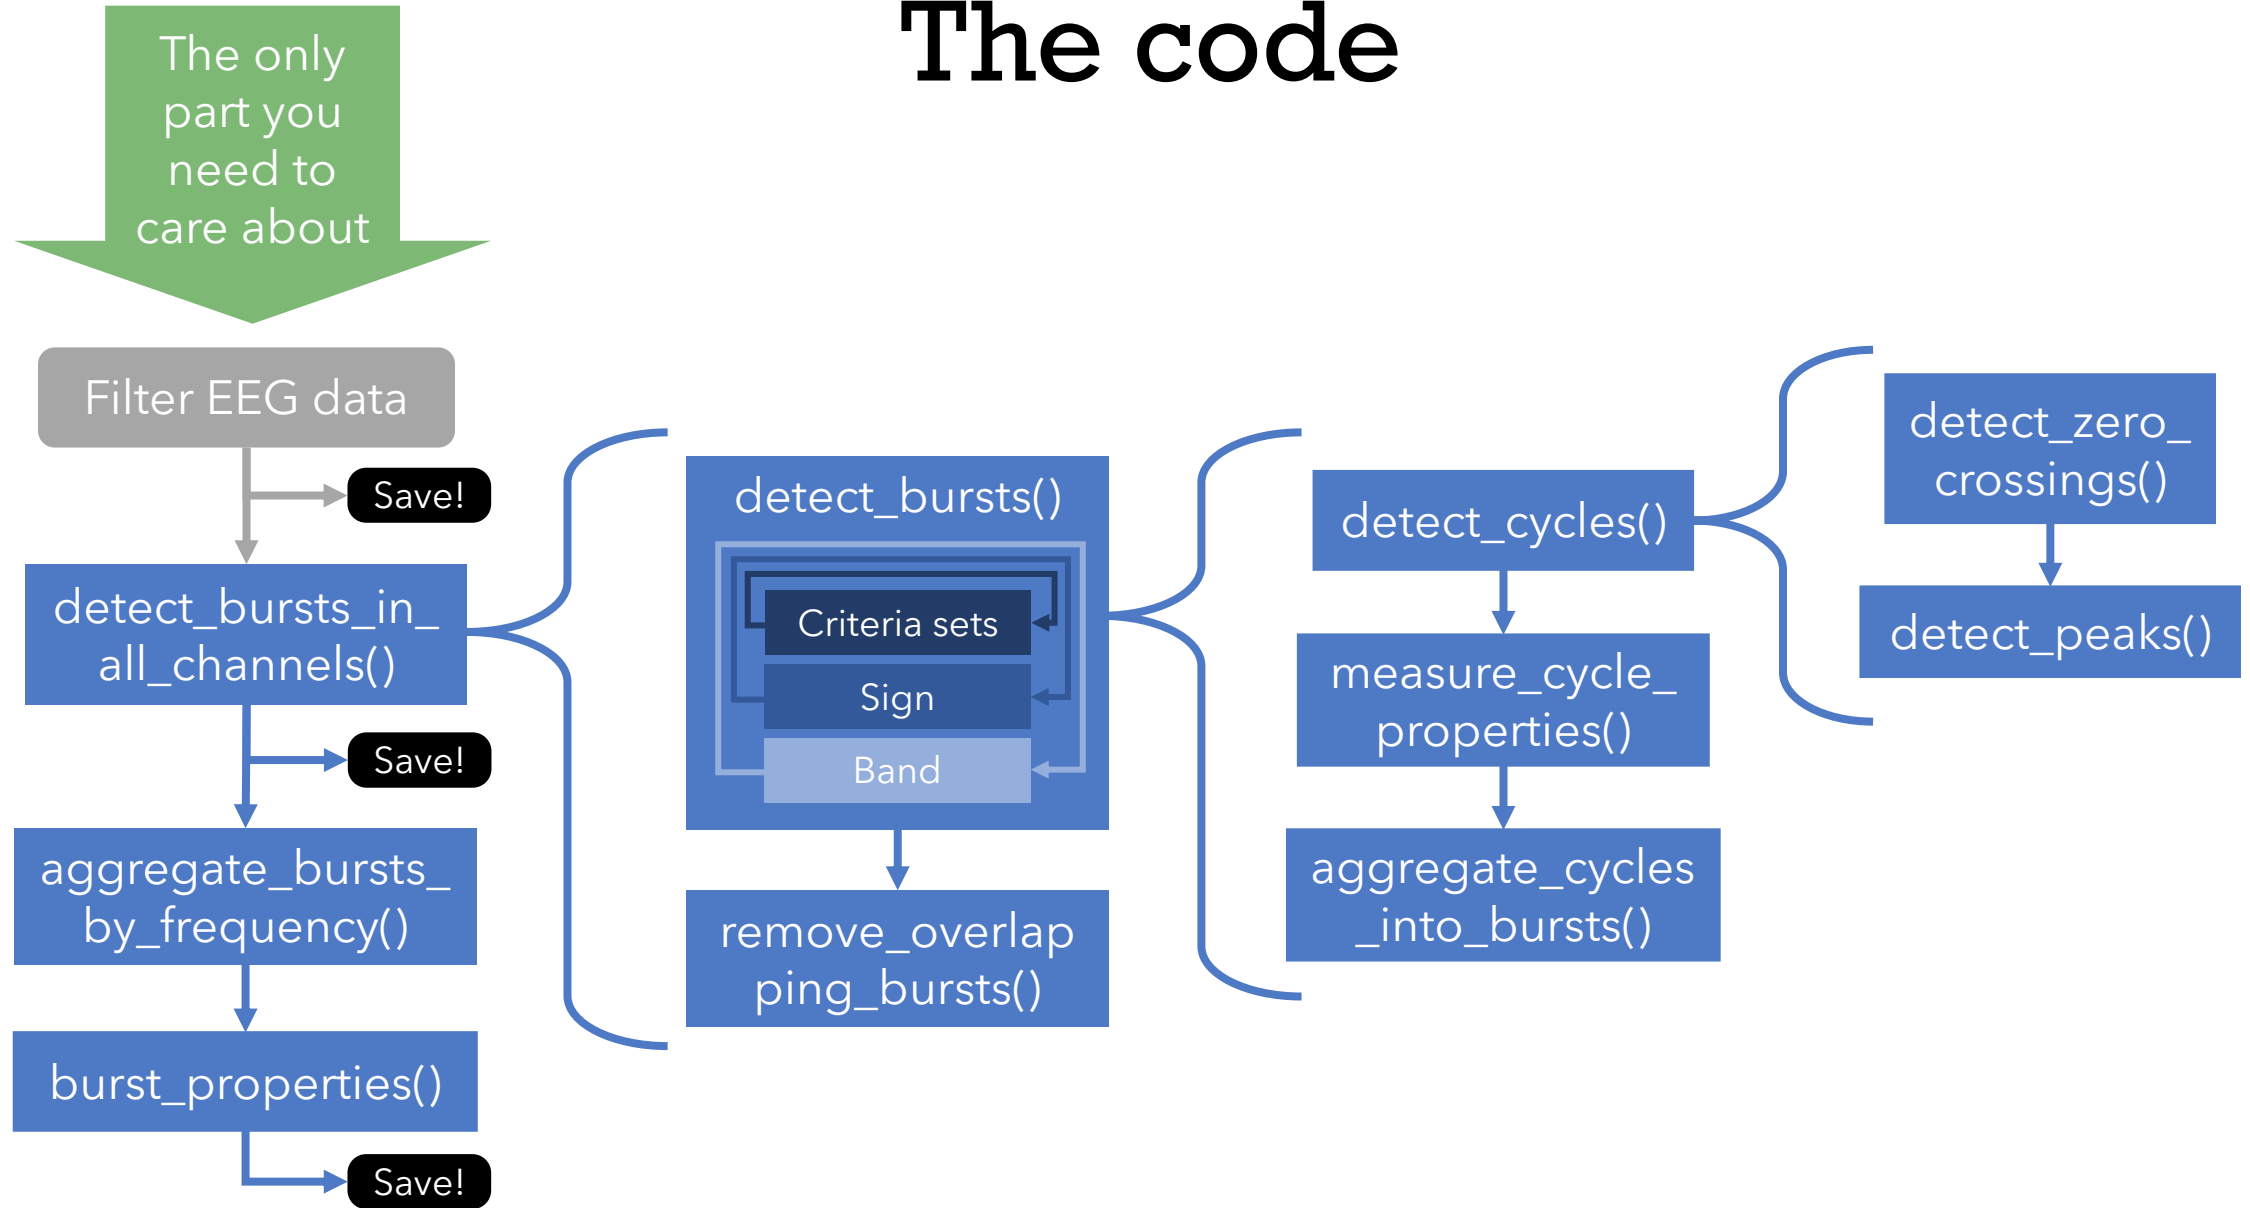 The code
The only
part you
need to
care about
Filter EEG data
Save!
detect_bursts_in_
all_channels()
Save!
aggregate_bursts_
by_frequency()
burst_properties()
Save!
detect_bursts()
Criteria sets
Sign
Band
remove_overlap
ping_bursts()
detect_cycles()
measure_cycle_
properties()
aggregate_cycles
_into_bursts()
detect_zero_
crossings()
detect_peaks()